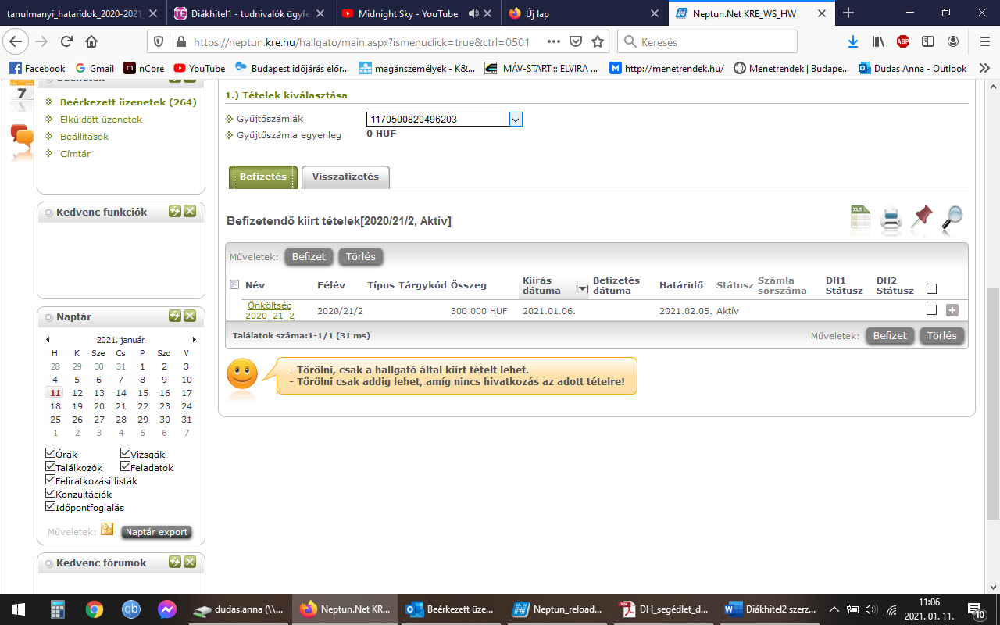 tanulmanyi_hataridok_2020-2021
Diákhitel1 - tudnivalók ügyfe
Midnight Sky - YouTube
Új lap
Neptun.Net KRE_WS_HW
https://neptun.kre.hu/hallgato/main.aspx?ismenuclick=true&ctrl=0501
Keresés
Facebook
Gmail
nCore
YouTube
Budapest időjárás előr...
magánszemélyek - K&...
MÁV-START :: ELVIRA ...
http://menetrendek.hu/
Menetrendek | Budape...
Dudas Anna - Outlook
Üzenetek
7
Beérkezett üzenetek (264)
Elküldött üzenetek
Beállítások
Címtár
Kedvenc funkciók
Naptár
2021. január
H K Sze Cs P Szo V
28 29 30 31 1 2 3
4 5 6 7 8 9 10
11 12 13 14 15 16 17
18 19 20 21 22 23 24
25 26 27 28 29 30 31
1 2 3 4 5 6 7
Órák Vizsgák
Találkozók Feladatok
Feliratkozási listák
Konzultációk
Időpontfoglalás
Műveletek: Naptár export
Kedvenc fórumok
1.) Tételek kiválasztása
Gyűjtőszámlák 1170500820496203
Gyűjtőszámla egyenleg 0 HUF
Befizetés Visszafizetés
Befizetendő kiírt tételek[2020/21/2, Aktív]
XLS
Műveletek: Befizet Törlés
Név Félév Típus Tárgykód Összeg Kiírás dátuma Befizetés dátuma Határidő Státusz Számla sorszáma DH1 Státusz DH2 Státusz
Önköltség 2020_21_2 2020/21/2 300 000 HUF 2021.01.06. 2021.02.05. Aktív
Találatok száma:1-1/1 (31 ms)
Műveletek: Befizet Törlés
- Törölni, csak a hallgató által kiírt tételt lehet.
- Törölni csak addig lehet, amíg nincs hivatkozás az adott tételre!
dudas.anna (\\...
Neptun.Net KR...
Beérkezett üze...
Neptun_reload...
DH_segédlet_d...
Diákhitel2 szerz...
11:06
2021. 01. 11.
10